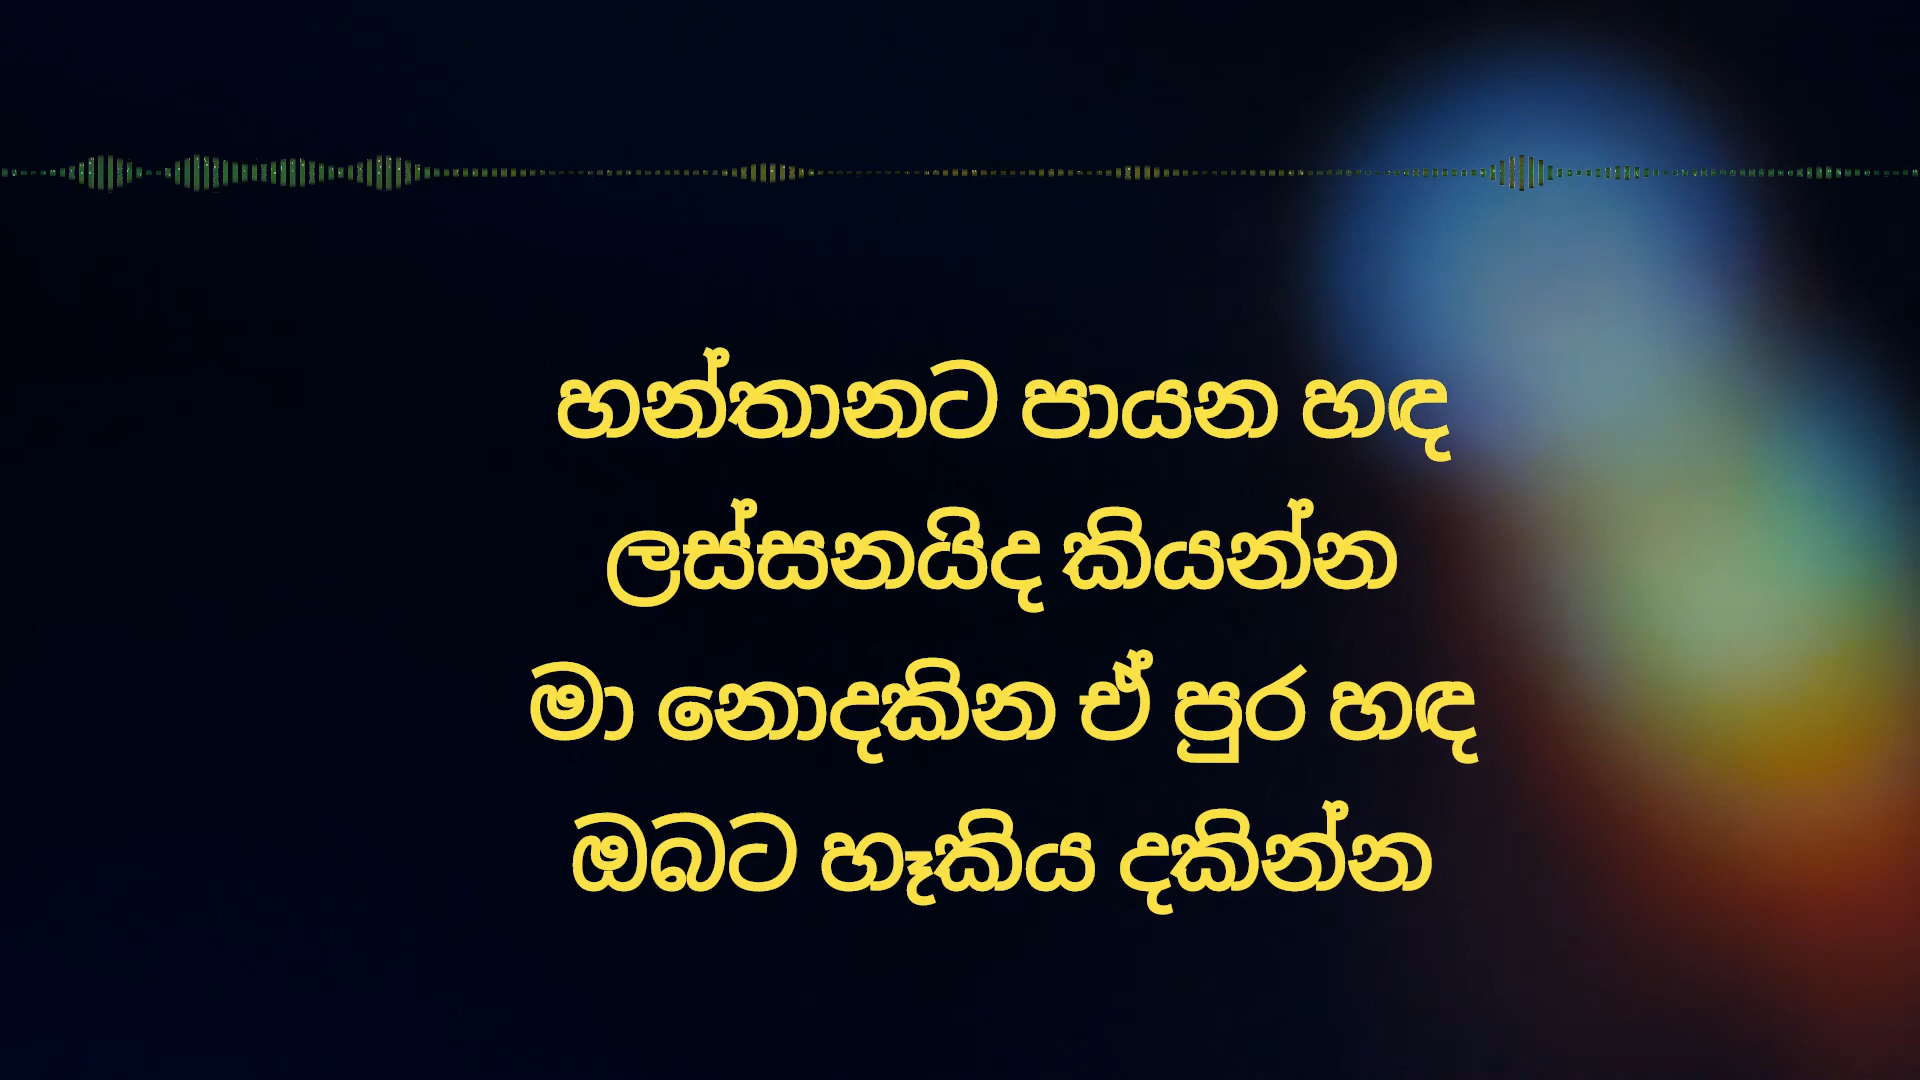 හන්තානට පායන හඳ
ලස්සනයිද කියන්න
මා නොදකින ඒ පුර හඳ
ඔබට හැකිය දකින්න